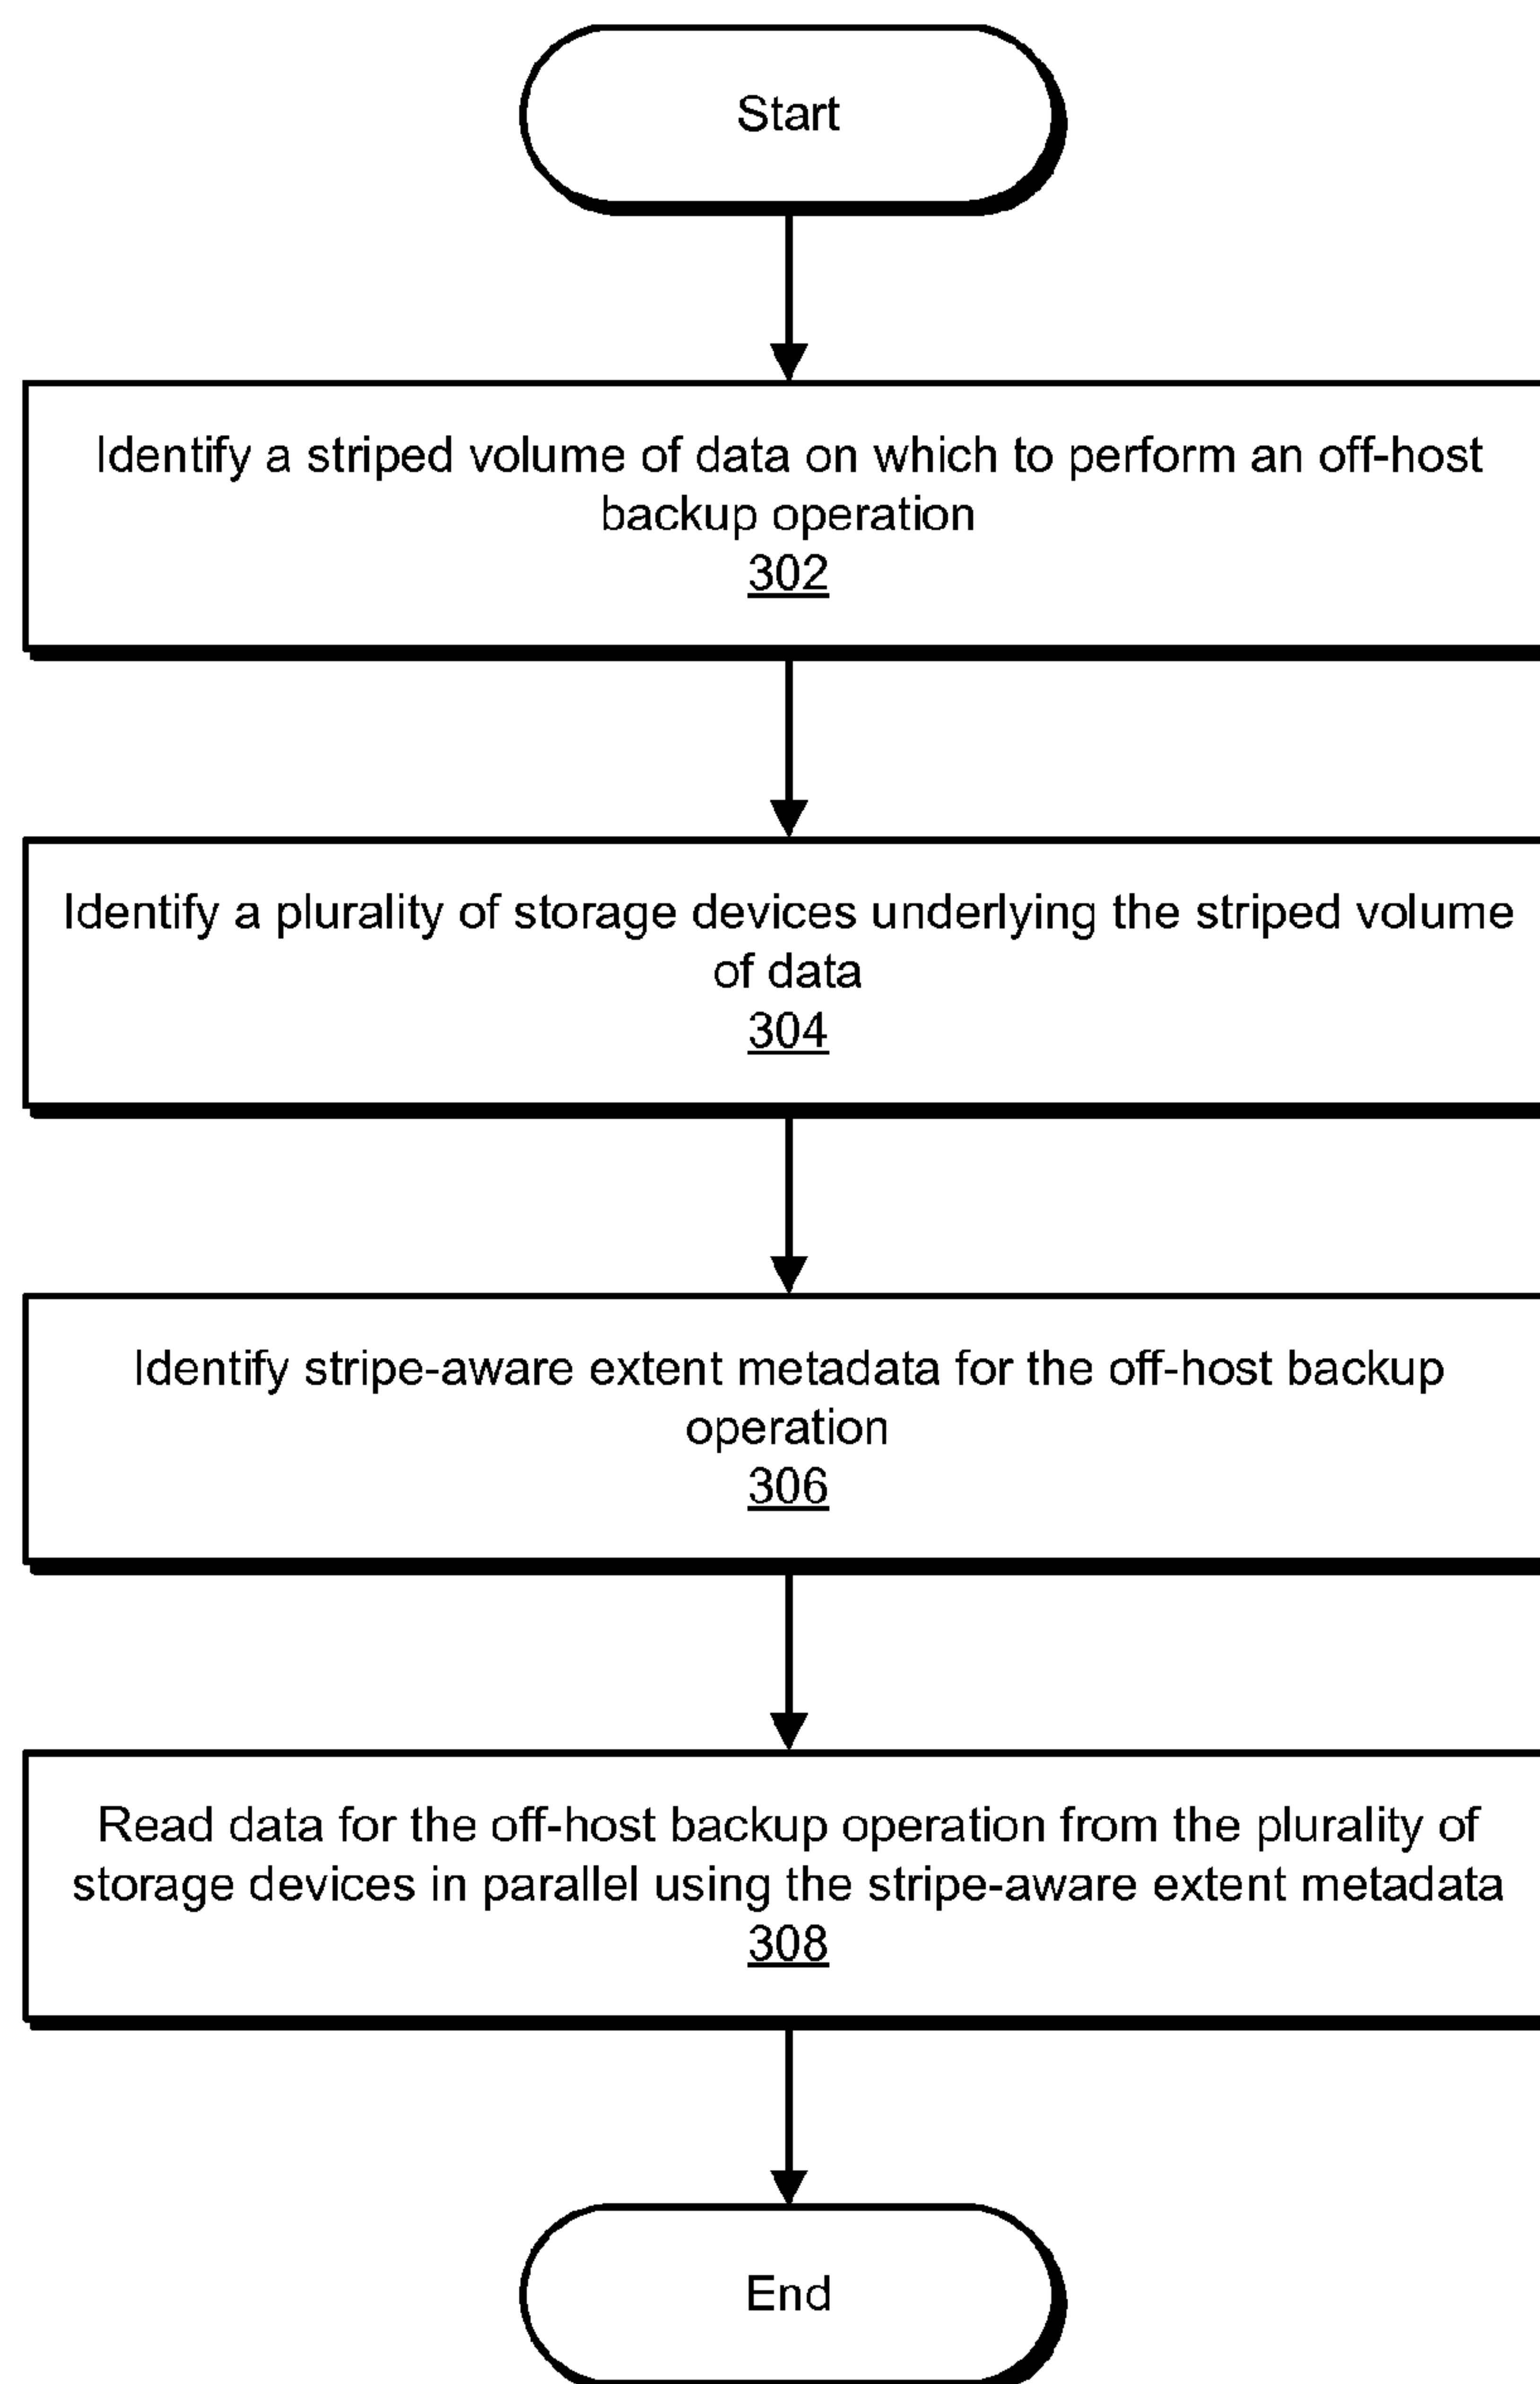 Start
Identify a striped volume of data on which to perform an off-host
backup operation
302
Identify a plurality of storage devices underlying the striped volume
of data
304
Identify stripe-aware extent metadata for the off-host backup
operation
306
Read data for the off-host backup operation from the plurality of
storage devices in parallel using the stripe-aware extent metadata
308
End